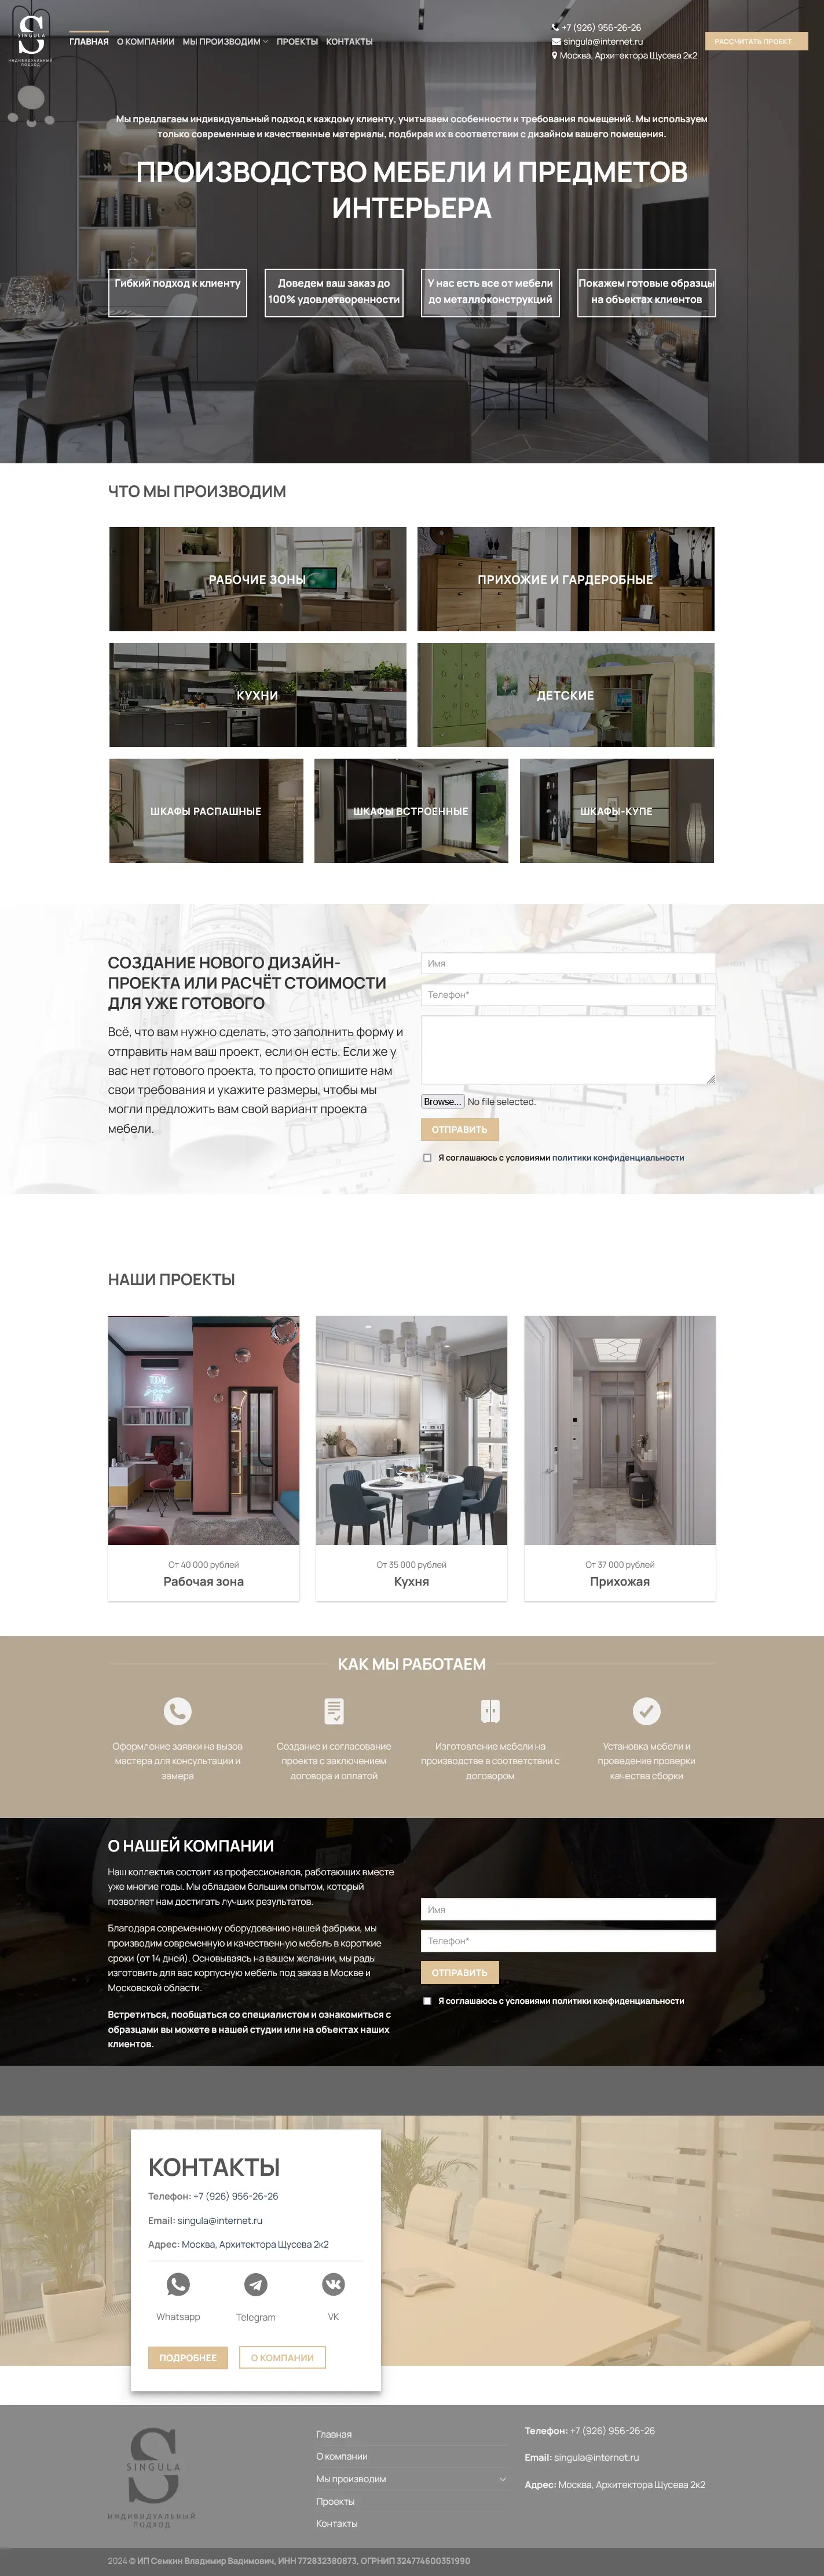 SINGULA
ИНДИВИДУАЛЬНЫЙ
ПОДХОД
ГЛАВНАЯ О КОМПАНИИ МЫ ПРОИЗВОДИМ ПРОЕКТЫ КОНТАКТЫ
+7 (926) 956-26-26
singula@internet.ru
Москва, Архитектора Щусева 2к2
РАССЧИТАТЬ ПРОЕКТ
Мы предлагаем индивидуальный подход к каждому клиенту, учитываем особенности и требования помещений. Мы используем
только современные и качественные материалы, подбирая их в соответствии с дизайном вашего помещения.
ПРОИЗВОДСТВО МЕБЕЛИ И ПРЕДМЕТОВ
ИНТЕРЬЕРА
Гибкий подход к клиенту
Доведем ваш заказ до
100% удовлетворенности
У нас есть все от мебели
до металлоконструкций
Покажем готовые образцы
на объектах клиентов
ЧТО МЫ ПРОИЗВОДИМ
РАБОЧИЕ ЗОНЫ
ПРИХОЖИЕ И ГАРДЕРОБНЫЕ
КУХНИ
ДЕТСКИЕ
ШКАФЫ РАСПАШНЫЕ
ШКАФЫ ВСТРОЕННЫЕ
ШКАФЫ-КУПЕ
СОЗДАНИЕ НОВОГО ДИЗАЙН-
ПРОЕКТА ИЛИ РАСЧЁТ СТОИМОСТИ
ДЛЯ УЖЕ ГОТОВОГО
Всё, что вам нужно сделать, это заполнить форму и
отправить нам ваш проект, если он есть. Если же у
вас нет готового проекта, то просто опишите нам
свои требования и укажите размеры, чтобы мы
могли предложить вам свой вариант проекта
мебели.
Имя
Телефон*
Browse... No file selected.
ОТПРАВИТЬ
Я соглашаюсь с условиями политики конфиденциальности
НАШИ ПРОЕКТЫ
TODAY
is a
good
DAY
От 40 000 рублей
Рабочая зона
От 35 000 рублей
Кухня
От 37 000 рублей
Прихожая
КАК МЫ РАБОТАЕМ
Оформление заявки на вызов
мастера для консультации и
замера
Создание и согласование
проекта с заключением
договора и оплатой
Изготовление мебели на
производстве в соответствии с
договором
Установка мебели и
проведение проверки
качества сборки
О НАШЕЙ КОМПАНИИ
Наш коллектив состоит из профессионалов, работающих вместе
уже многие годы. Мы обладаем большим опытом, который
позволяет нам достигать лучших результатов.
Благодаря современному оборудованию нашей фабрики, мы
производим современную и качественную мебель в короткие
сроки (от 14 дней). Основываясь на вашем желании, мы рады
изготовить для вас корпусную мебель под заказ в Москве и
Московской области.
Встретиться, пообщаться со специалистом и ознакомиться с
образцами вы можете в нашей студии или на объектах наших
клиентов.
Имя
Телефон*
ОТПРАВИТЬ
Я соглашаюсь с условиями политики конфиденциальности
КОНТАКТЫ
Телефон: +7 (926) 956-26-26
Email: singula@internet.ru
Адрес: Москва, Архитектора Щусева 2к2
Whatsapp
Telegram
VK
ПОДРОБНЕЕ
О КОМПАНИИ
SINGULA
ИНДИВИДУАЛЬНЫЙ
ПОДХОД
Главная
О компании
Мы производим
Проекты
Контакты
Телефон: +7 (926) 956-26-26
Email: singula@internet.ru
Адрес: Москва, Архитектора Щусева 2к2
2024 © ИП Семкин Владимир Вадимович, ИНН 772832380873, ОГРНИП 324774600351990